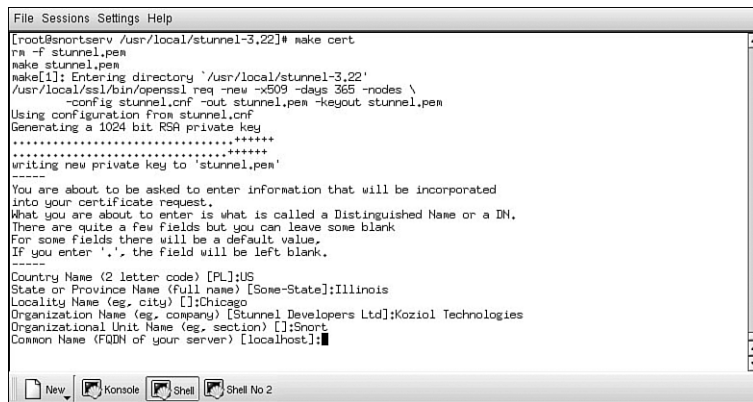 File Sessions Settings Help
[root@snortserv /usr/local/stunnel-3.22]# make cert
rm -f stunnel.pem
make stunnel.pem
make[1]: Entering directory `/usr/local/stunnel-3.22'
/usr/local/ssl/bin/openssl req -new -x509 -days 365 -nodes \
-config stunnel.cnf -out stunnel.pem -keyout stunnel.pem
Using configuration from stunnel.cnf
Generating a 1024 bit RSA private key
................................++++++
...............................++++++
writing new private key to 'stunnel.pem'
-----
You are about to be asked to enter information that will be incorporated
into your certificate request.
What you are about to enter is what is called a Distinguished Name or a DN.
There are quite a few fields but you can leave some blank
For some fields there will be a default value,
If you enter '.', the field will be left blank.
-----
Country Name (2 letter code) [PL]:US
State or Province Name (full name) [Some-State]:Illinois
Locality Name (eg, city) []:Chicago
Organization Name (eg, company) [Stunnel Developers Ltd]:Koziol Technologies
Organizational Unit Name (eg, section) []:Snort
Common Name (FQDN of your server) [localhost]:
New Konsole Shell Shell No 2